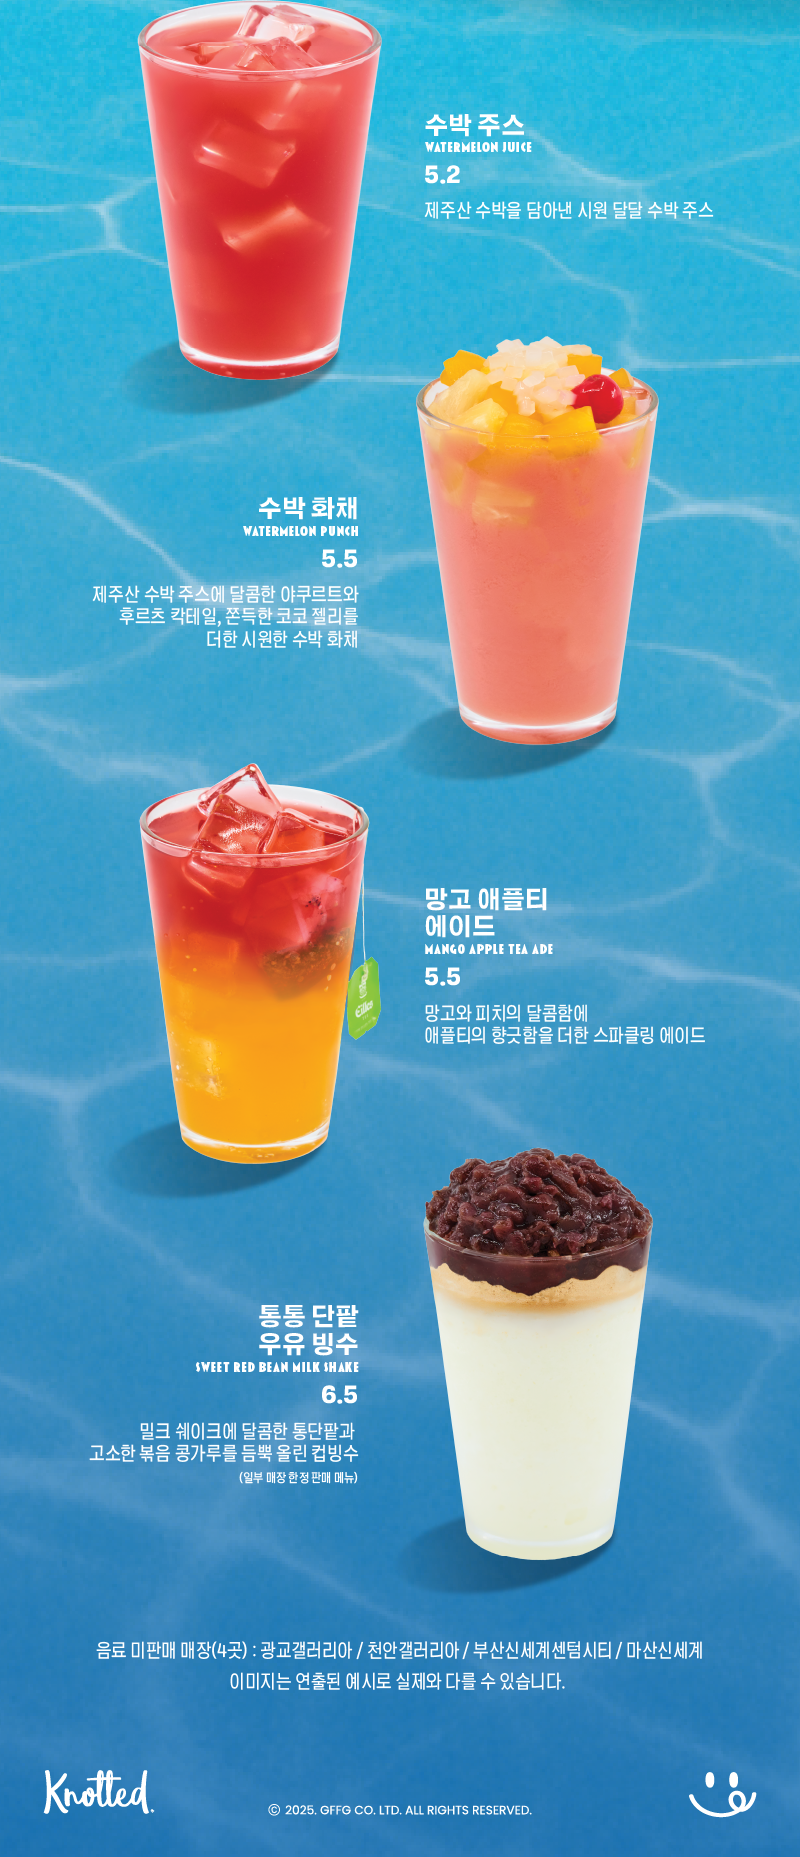 수박 주스
WATERMELON JUICE
5.2
제주산 수박을 담아낸 시원 달달 수박 주스
수박 화채
WATERMELON PUNCH
5.5
제주산 수박 주스에 달콤한 야쿠르트와
후르츠 칵테일, 쫀득한 코코 젤리를
더한 시원한 수박 화채
망고 애플티
에이드
MANGO APPLE TEA ADE
5.5
망고와 피치의 달콤함에
애플티의 향긋함을 더한 스파클링 에이드
Eilles
통통 단팥
우유 빙수
SWEET RED BEAN MILK SHAKE
6.5
밀크 쉐이크에 달콤한 통단팥과
고소한 볶음 콩가루를 듬뿍 올린 컵빙수
(일부 매장 한정 판매 메뉴)
음료 미판매 매장(4곳) : 광교갤러리아 / 천안갤러리아 / 부산신세계센텀시티 / 마산신세계
이미지는 연출된 예시로 실제와 다를 수 있습니다.
Knotted.
© 2025. GFFG CO. LTD. ALL RIGHTS RESERVED.